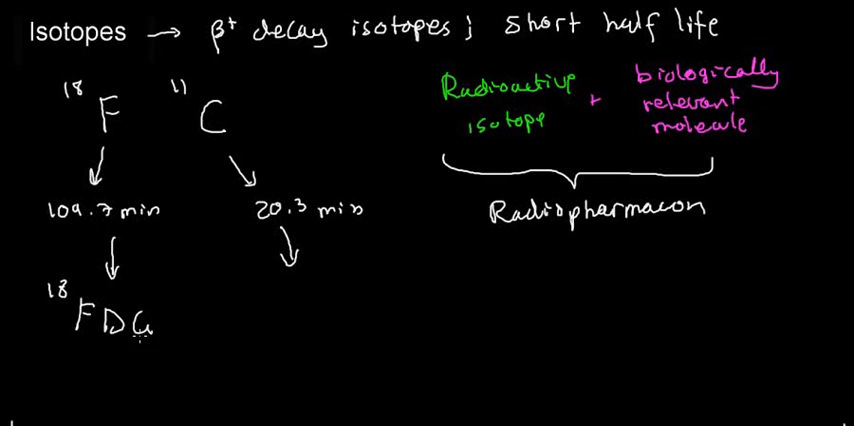 Isotopes → β+ decay isotopes; short half life
18F 11C
Radioactive isotope + biologically relevant molecule
109.7 min 20.3 min
Radiopharmacon
18FDG